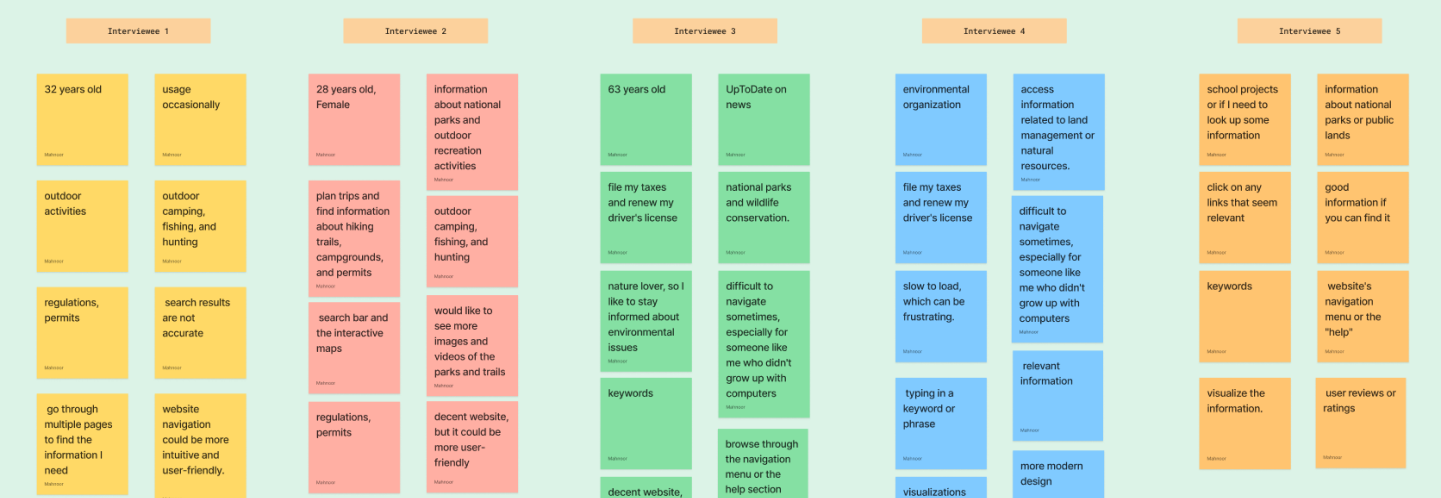 Interviewee 1
32 years old
Mahnoor
usage
occasionally
Mahnoor
outdoor
activities
Mahnoor
outdoor
camping,
fishing, and
hunting
Mahnoor
regulations,
permits
Mahnoor
search results
are not
accurate
Mahnoor
go through
multiple pages
to find the
information I
need
Mahnoor
website
navigation
could be more
intuitive and
user-friendly.
Interviewee 2
28 years old,
Female
Mahnoor
information
about national
parks and
outdoor
recreation
activities
Mahnoor
plan trips and
find information
about hiking
trails,
campgrounds,
and permits
Mahnoor
outdoor
camping,
fishing, and
hunting
Mahnoor
search bar and
the interactive
maps
Mahnoor
would like to
see more
images and
videos of the
parks and trails
Mahnoor
regulations,
permits
Mahnoor
decent website,
but it could be
more user-
friendly
Mahnoor
Interviewee 3
63 years old
Mahnoor
UpToDate on
news
Mahnoor
file my taxes
and renew my
driver's license
Mahnoor
national parks
and wildlife
conservation.
Mahnoor
nature lover, so I
like to stay
informed about
environmental
issues
Mahnoor
difficult to
navigate
sometimes,
especially for
someone like
me who didn't
grow up with
computers
Mahnoor
keywords
Mahnoor
browse through
the navigation
menu or the
help section
decent website,
Interviewee 4
environmental
organization
Mahnoor
access
information
related to land
management or
natural
resources.
Mahnoor
file my taxes
and renew my
driver's license
Mahnoor
difficult to
navigate
sometimes,
especially for
someone like
me who didn't
grow up with
computers
Mahnoor
slow to load,
which can be
frustrating.
Mahnoor
relevant
information
Mahnoor
typing in a
keyword or
phrase
Mahnoor
more modern
design
visualizations
Interviewee 5
school projects
or if I need to
look up some
information
Mahnoor
information
about national
parks or public
lands
Mahnoor
click on any
links that seem
relevant
Mahnoor
good
information if
you can find it
Mahnoor
keywords
Mahnoor
website's
navigation
menu or the
"help"
Mahnoor
visualize the
information.
Mahnoor
user reviews or
ratings
Mahnoor